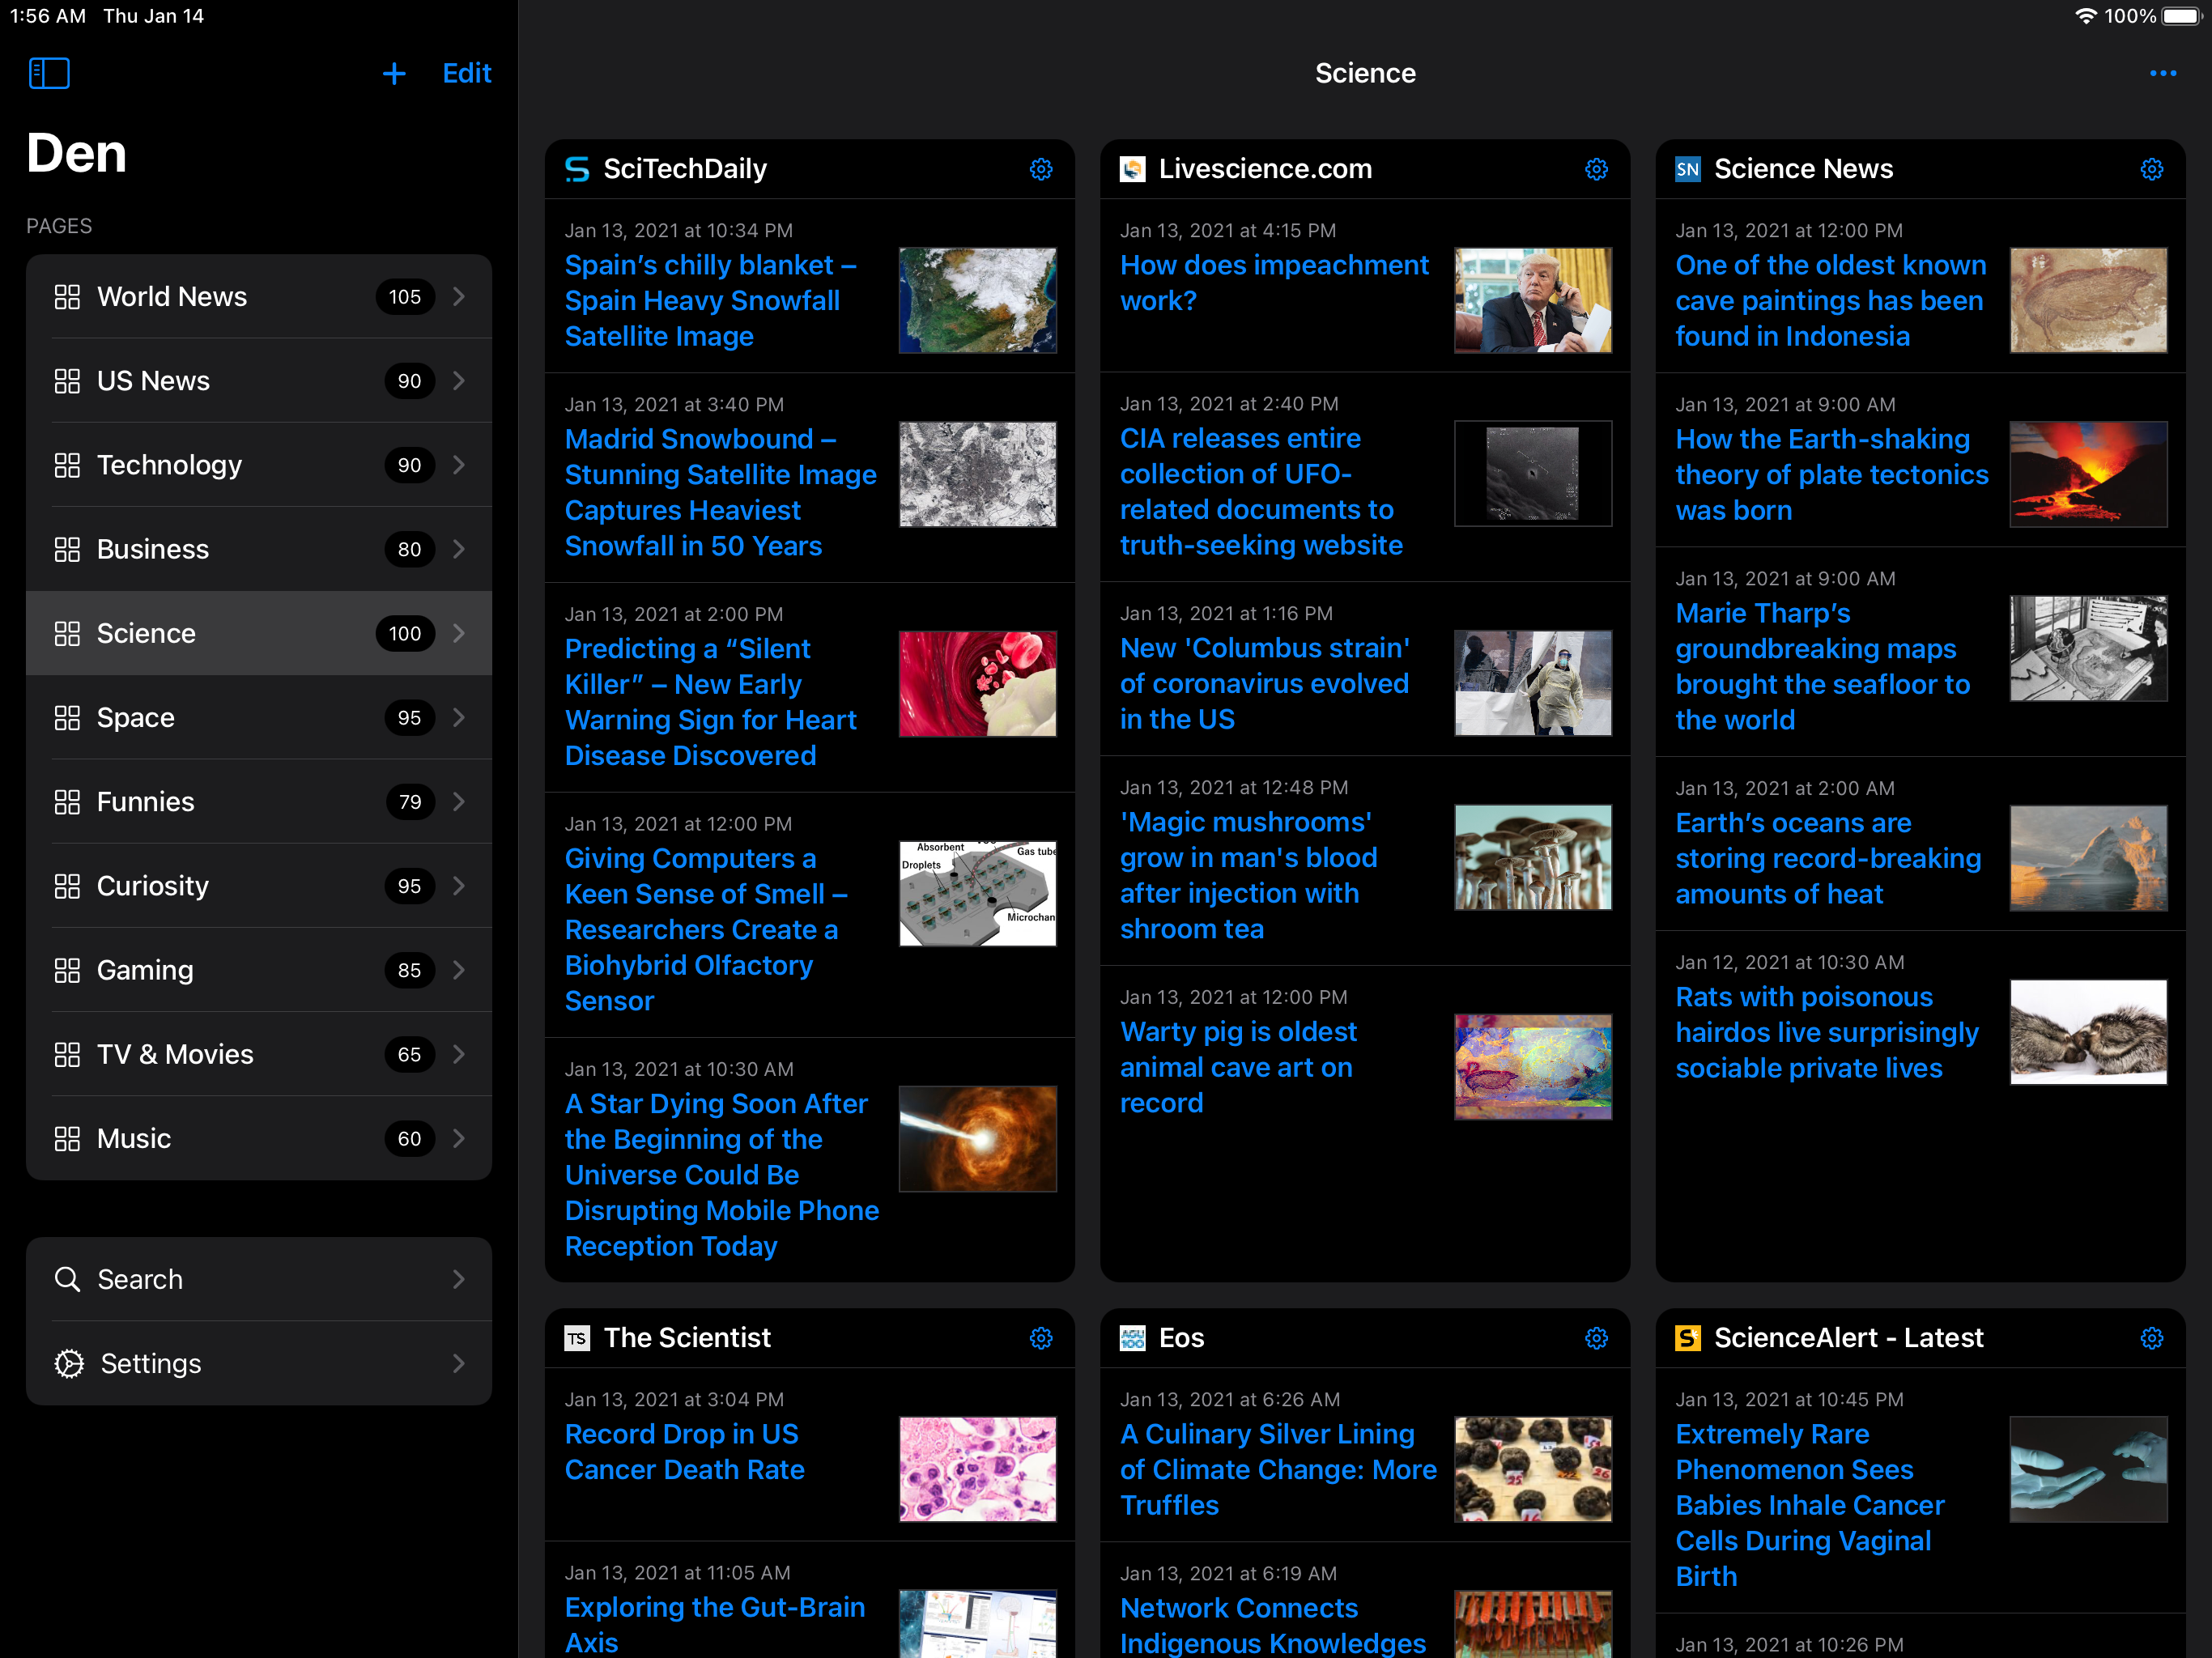 1:56 AM Thu Jan 14
100%
Edit
Den
PAGES
World News 105
US News 90
Technology 90
Business 80
Science 100
Space 95
Funnies 79
Curiosity 95
Gaming 85
TV & Movies 65
Music 60
Search
Settings
Science
SciTechDaily
Jan 13, 2021 at 10:34 PM
Spain’s chilly blanket –
Spain Heavy Snowfall
Satellite Image
Jan 13, 2021 at 3:40 PM
Madrid Snowbound –
Stunning Satellite Image
Captures Heaviest
Snowfall in 50 Years
Jan 13, 2021 at 2:00 PM
Predicting a “Silent
Killer” – New Early
Warning Sign for Heart
Disease Discovered
Jan 13, 2021 at 12:00 PM
Giving Computers a
Keen Sense of Smell –
Researchers Create a
Biohybrid Olfactory
Sensor
Absorbent
Gas tube
Droplets
Microchan
Jan 13, 2021 at 10:30 AM
A Star Dying Soon After
the Beginning of the
Universe Could Be
Disrupting Mobile Phone
Reception Today
Livescience.com
Jan 13, 2021 at 4:15 PM
How does impeachment
work?
Jan 13, 2021 at 2:40 PM
CIA releases entire
collection of UFO-
related documents to
truth-seeking website
Jan 13, 2021 at 1:16 PM
New 'Columbus strain'
of coronavirus evolved
in the US
Jan 13, 2021 at 12:48 PM
'Magic mushrooms'
grow in man's blood
after injection with
shroom tea
Jan 13, 2021 at 12:00 PM
Warty pig is oldest
animal cave art on
record
SN Science News
Jan 13, 2021 at 12:00 PM
One of the oldest known
cave paintings has been
found in Indonesia
Jan 13, 2021 at 9:00 AM
How the Earth-shaking
theory of plate tectonics
was born
Jan 13, 2021 at 9:00 AM
Marie Tharp’s
groundbreaking maps
brought the seafloor to
the world
Jan 13, 2021 at 2:00 AM
Earth’s oceans are
storing record-breaking
amounts of heat
Jan 12, 2021 at 10:30 AM
Rats with poisonous
hairdos live surprisingly
sociable private lives
TS The Scientist
Jan 13, 2021 at 3:04 PM
Record Drop in US
Cancer Death Rate
Jan 13, 2021 at 11:05 AM
Exploring the Gut-Brain
Axis
AGU 100 Eos
Jan 13, 2021 at 6:26 AM
A Culinary Silver Lining
of Climate Change: More
Truffles
Jan 13, 2021 at 6:19 AM
Network Connects
Indigenous Knowledges
S ScienceAlert - Latest
Jan 13, 2021 at 10:45 PM
Extremely Rare
Phenomenon Sees
Babies Inhale Cancer
Cells During Vaginal
Birth
Jan 13, 2021 at 10:26 PM